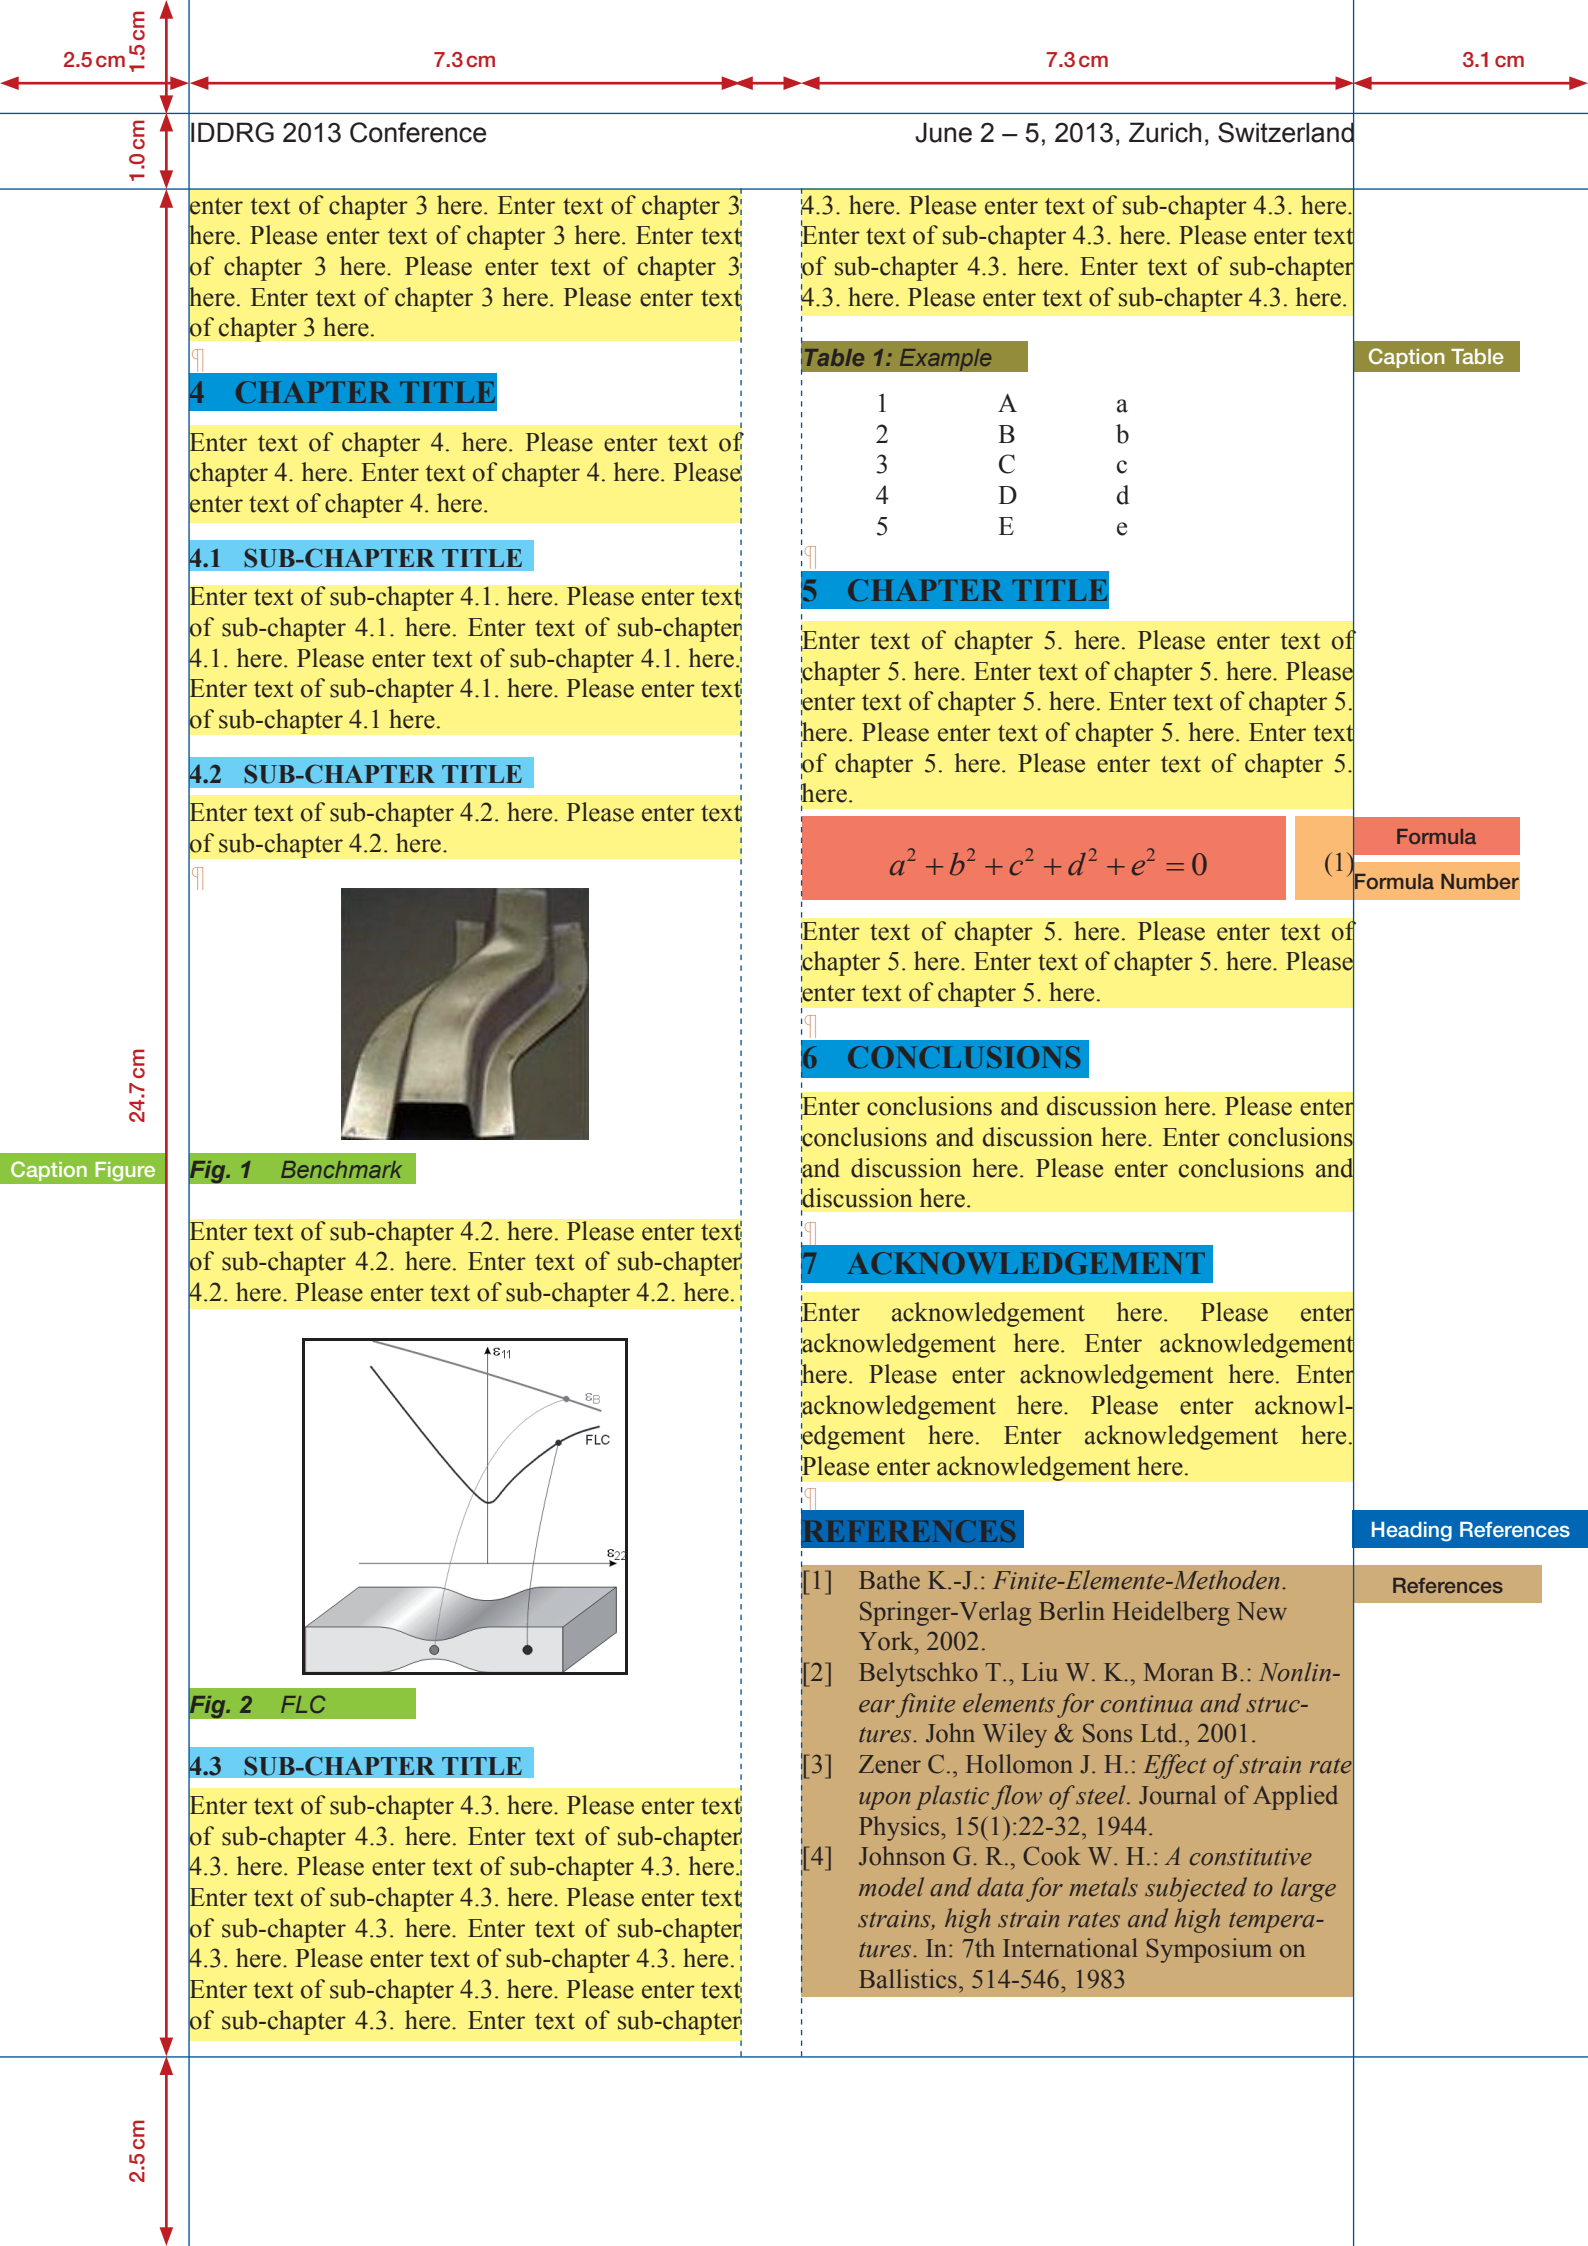 1.5 cm
2.5 cm
7.3 cm
7.3 cm
3.1 cm
1.0 cm
IDDRG 2013 Conference
June 2 – 5, 2013, Zurich, Switzerland
enter text of chapter 3 here. Enter text of chapter 3
here. Please enter text of chapter 3 here. Enter text
of chapter 3 here. Please enter text of chapter 3
here. Enter text of chapter 3 here. Please enter text
of chapter 3 here.
¶
4 CHAPTER TITLE
Enter text of chapter 4. here. Please enter text of
chapter 4. here. Enter text of chapter 4. here. Please
enter text of chapter 4. here.
4.1 SUB-CHAPTER TITLE
Enter text of sub-chapter 4.1. here. Please enter text
of sub-chapter 4.1. here. Enter text of sub-chapter
4.1. here. Please enter text of sub-chapter 4.1. here.
Enter text of sub-chapter 4.1. here. Please enter text
of sub-chapter 4.1 here.
4.2 SUB-CHAPTER TITLE
Enter text of sub-chapter 4.2. here. Please enter text
of sub-chapter 4.2. here.
¶
24.7 cm
Caption Figure
Fig. 1 Benchmark
Enter text of sub-chapter 4.2. here. Please enter text
of sub-chapter 4.2. here. Enter text of sub-chapter
4.2. here. Please enter text of sub-chapter 4.2. here.
ε11
εB
FLC
ε22
Fig. 2 FLC
4.3 SUB-CHAPTER TITLE
Enter text of sub-chapter 4.3. here. Please enter text
of sub-chapter 4.3. here. Enter text of sub-chapter
4.3. here. Please enter text of sub-chapter 4.3. here.
Enter text of sub-chapter 4.3. here. Please enter text
of sub-chapter 4.3. here. Enter text of sub-chapter
4.3. here. Please enter text of sub-chapter 4.3. here.
Enter text of sub-chapter 4.3. here. Please enter text
of sub-chapter 4.3. here. Enter text of sub-chapter
2.5 cm
4.3. here. Please enter text of sub-chapter 4.3. here.
Enter text of sub-chapter 4.3. here. Please enter text
of sub-chapter 4.3. here. Enter text of sub-chapter
4.3. here. Please enter text of sub-chapter 4.3. here.
Table 1: Example
Caption Table
1 A a
2 B b
3 C c
4 D d
5 E e
¶
5 CHAPTER TITLE
Enter text of chapter 5. here. Please enter text of
chapter 5. here. Enter text of chapter 5. here. Please
enter text of chapter 5. here. Enter text of chapter 5.
here. Please enter text of chapter 5. here. Enter text
of chapter 5. here. Please enter text of chapter 5.
here.
a² + b² + c² + d² + e² = 0 (1)
Formula
Formula Number
Enter text of chapter 5. here. Please enter text of
chapter 5. here. Enter text of chapter 5. here. Please
enter text of chapter 5. here.
¶
6 CONCLUSIONS
Enter conclusions and discussion here. Please enter
conclusions and discussion here. Enter conclusions
and discussion here. Please enter conclusions and
discussion here.
¶
7 ACKNOWLEDGEMENT
Enter acknowledgement here. Please enter
acknowledgement here. Enter acknowledgement
here. Please enter acknowledgement here. Enter
acknowledgement here. Please enter acknowl-
edgement here. Enter acknowledgement here.
Please enter acknowledgement here.
¶
REFERENCES
Heading References
References
[1] Bathe K.-J.: Finite-Elemente-Methoden.
Springer-Verlag Berlin Heidelberg New
York, 2002.
[2] Belytschko T., Liu W. K., Moran B.: Nonlin-
ear finite elements for continua and struc-
tures. John Wiley & Sons Ltd., 2001.
[3] Zener C., Hollomon J. H.: Effect of strain rate
upon plastic flow of steel. Journal of Applied
Physics, 15(1):22-32, 1944.
[4] Johnson G. R., Cook W. H.: A constitutive
model and data for metals subjected to large
strains, high strain rates and high tempera-
tures. In: 7th International Symposium on
Ballistics, 514-546, 1983